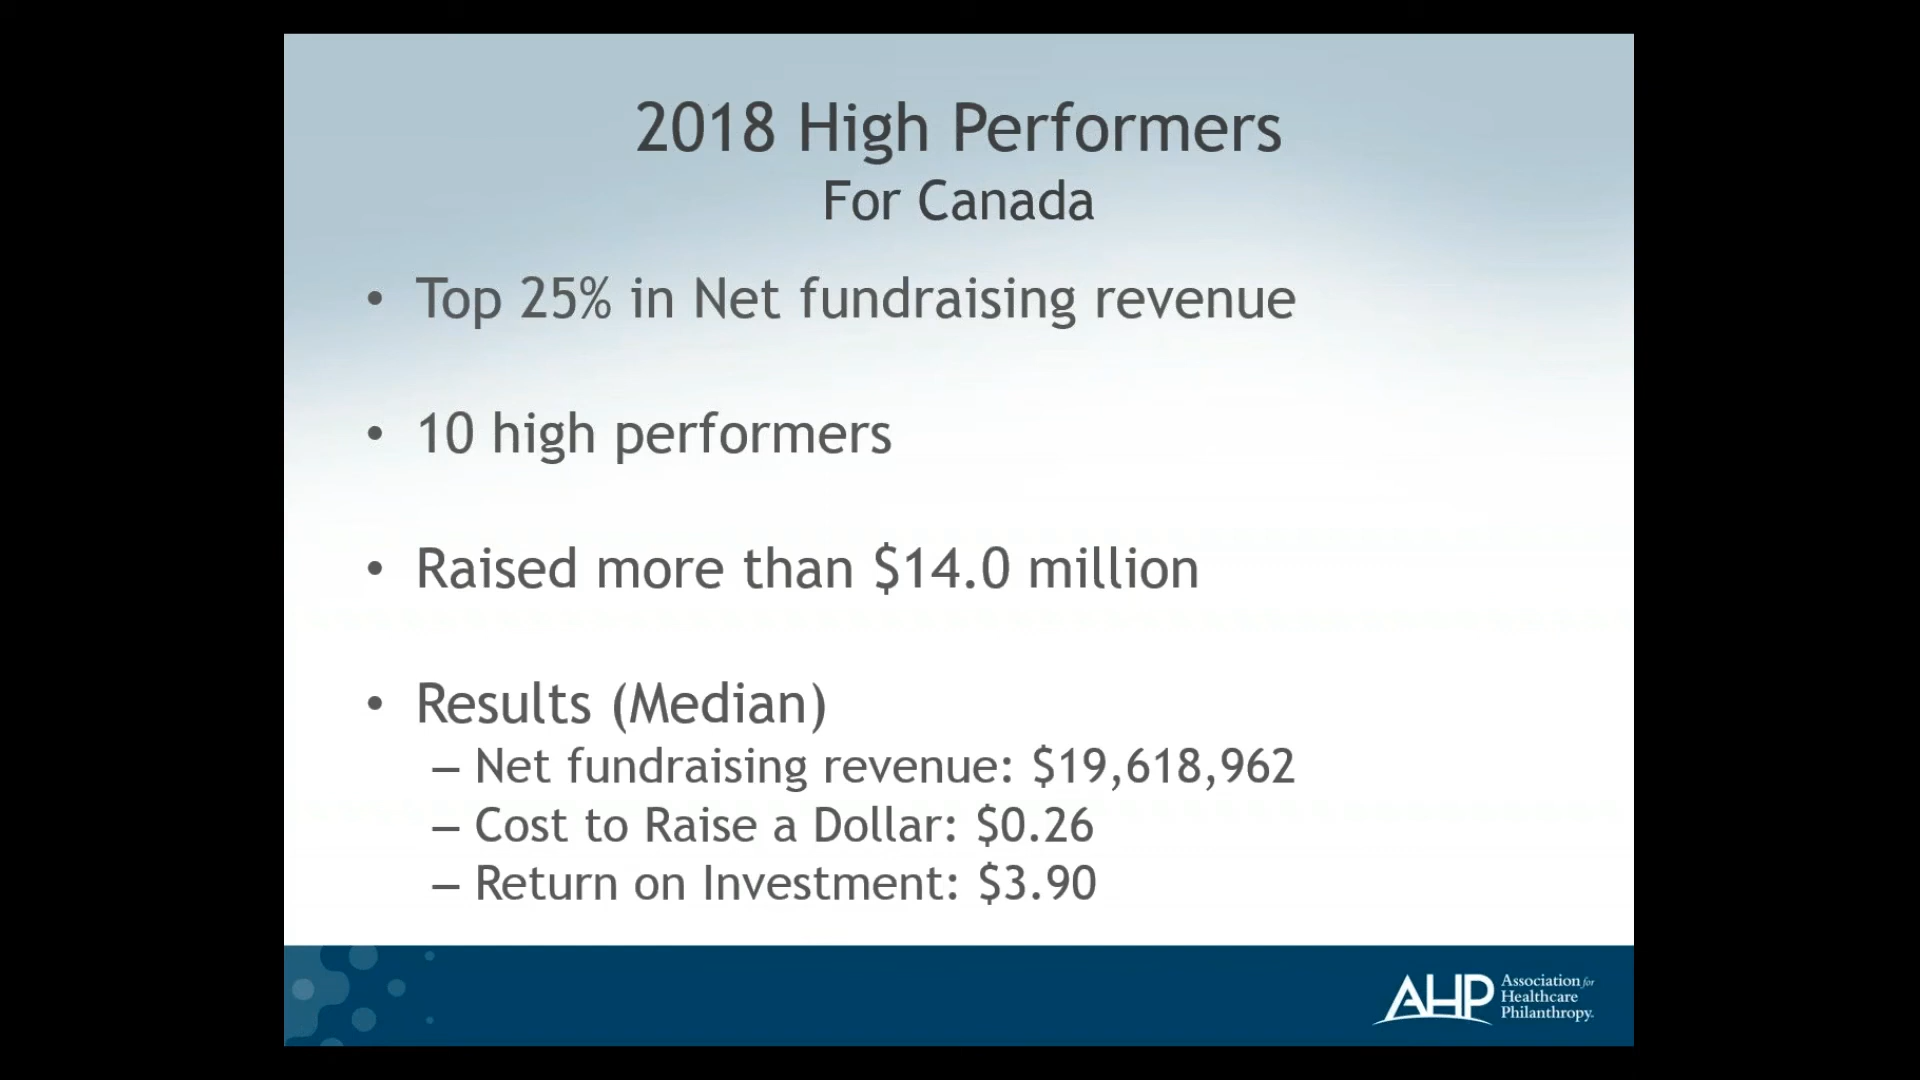 2018 High Performers
For Canada
• Top 25% in Net fundraising revenue
• 10 high performers
• Raised more than $14.0 million
• Results (Median)
– Net fundraising revenue: $19,618,962
– Cost to Raise a Dollar: $0.26
– Return on Investment: $3.90
AHP
Association for
Healthcare
Philanthropy.